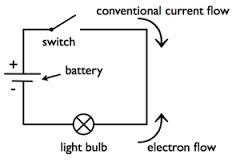 conventional current flow
switch
+
battery
-
light bulb
electron flow